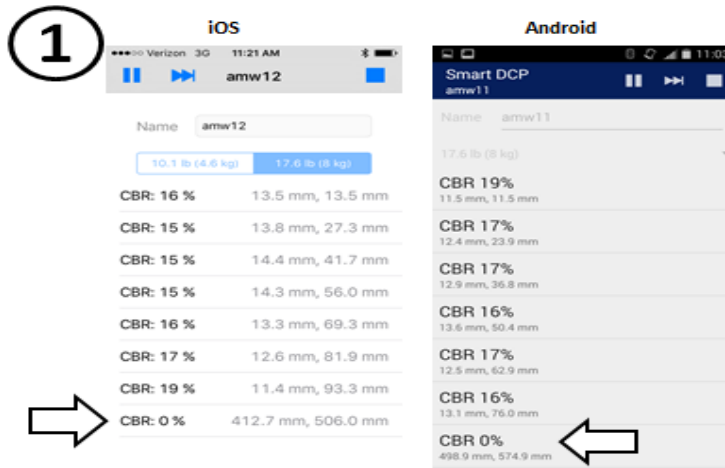 1
iOS
Android
Verizon 3G 11:21 AM
amw12
Name amw12
10.1 lb (4.6 kg) 17.6 lb (8 kg)
CBR: 16 % 13.5 mm, 13.5 mm
CBR: 15 % 13.8 mm, 27.3 mm
CBR: 15 % 14.4 mm, 41.7 mm
CBR: 15 % 14.3 mm, 56.0 mm
CBR: 16 % 13.3 mm, 69.3 mm
CBR: 17 % 12.6 mm, 81.9 mm
CBR: 19 % 11.4 mm, 93.3 mm
CBR: 0 % 412.7 mm, 506.0 mm
11:03
Smart DCP
amw11
Name amw11
17.6 lb (8 kg)
CBR 19%
11.5 mm, 11.5 mm
CBR 17%
12.4 mm, 23.9 mm
CBR 17%
12.9 mm, 36.8 mm
CBR 16%
13.6 mm, 50.4 mm
CBR 17%
12.5 mm, 62.9 mm
CBR 16%
13.1 mm, 76.0 mm
CBR 0%
498.9 mm, 574.9 mm